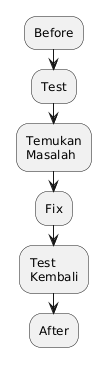 Before
Test
Temukan
Masalah
Fix
Test
Kembali
After